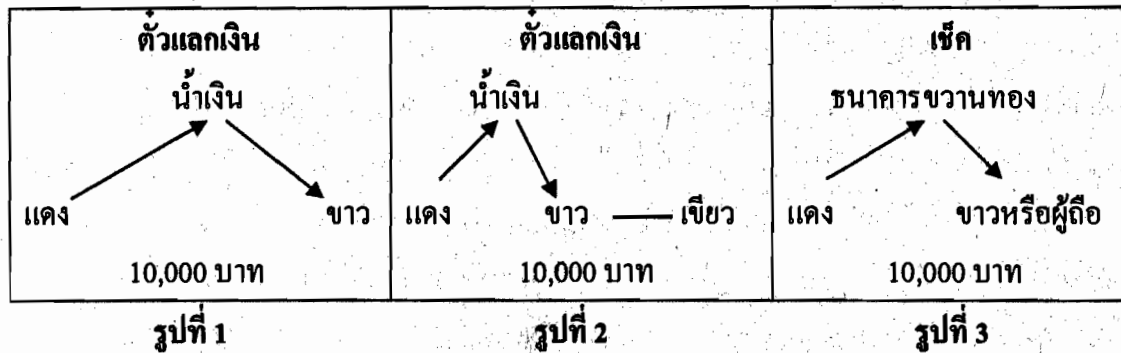 ตั๋วแลกเงิน
น้ำเงิน
แดง ขาว
10,000 บาท
รูปที่ 1
ตั๋วแลกเงิน
น้ำเงิน
แดง ขาว เขียว
10,000 บาท
รูปที่ 2
เช็ค
ธนาคารขวานทอง
แดง ขาวหรือผู้ถือ
10,000 บาท
รูปที่ 3